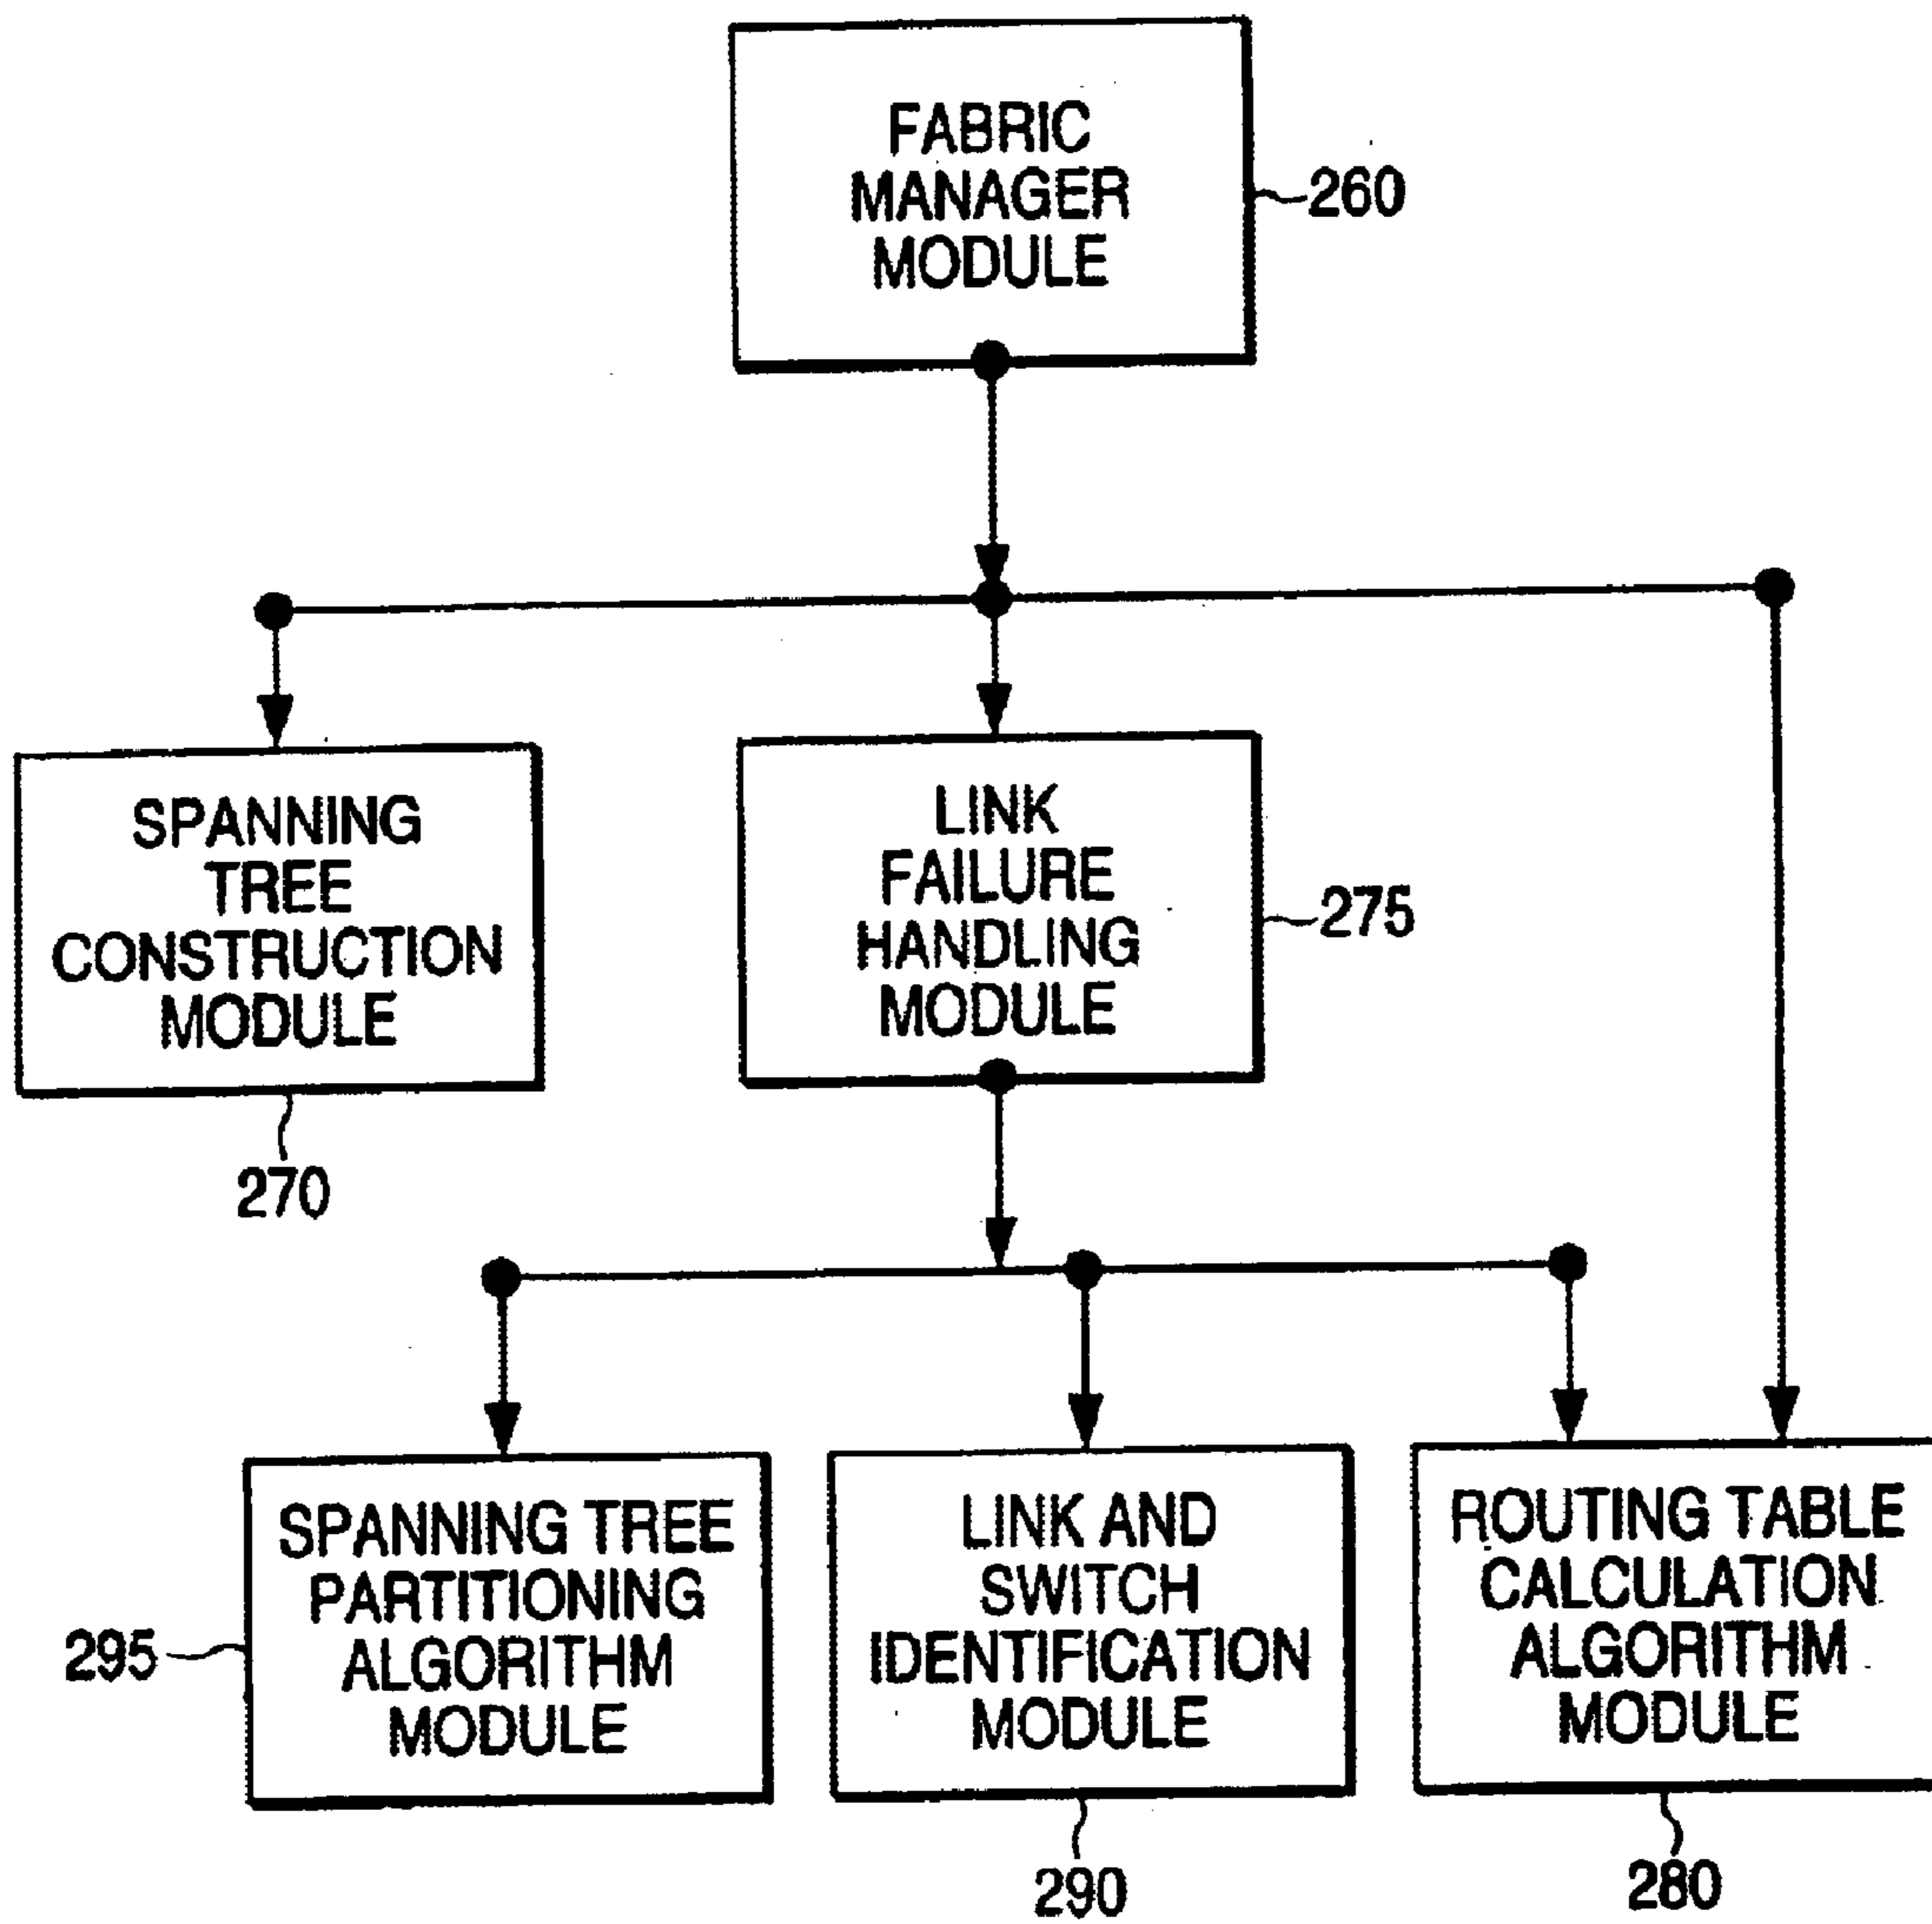 FABRIC
MANAGER
MODULE
260
SPANNING
TREE
CONSTRUCTION
MODULE
270
LINK
FAILURE
HANDLING
MODULE
275
SPANNING TREE
PARTITIONING
ALGORITHM
MODULE
295
LINK AND
SWITCH
IDENTIFICATION
MODULE
290
ROUTING TABLE
CALCULATION
ALGORITHM
MODULE
280